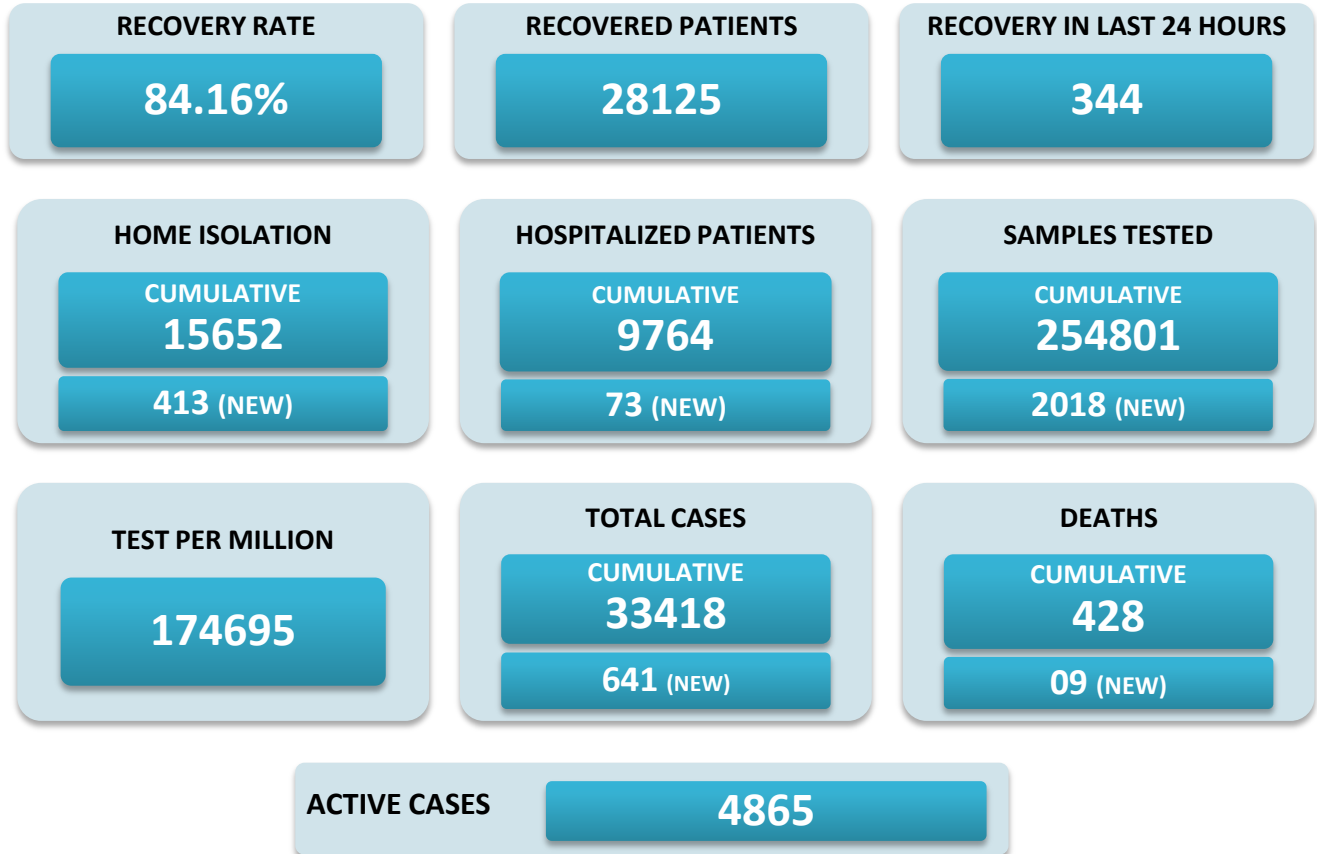 RECOVERY RATE
84.16%
RECOVERED PATIENTS
28125
RECOVERY IN LAST 24 HOURS
344
HOME ISOLATION
CUMULATIVE
15652
413 (NEW)
HOSPITALIZED PATIENTS
CUMULATIVE
9764
73 (NEW)
SAMPLES TESTED
CUMULATIVE
254801
2018 (NEW)
TEST PER MILLION
174695
TOTAL CASES
CUMULATIVE
33418
641 (NEW)
DEATHS
CUMULATIVE
428
09 (NEW)
ACTIVE CASES
4865